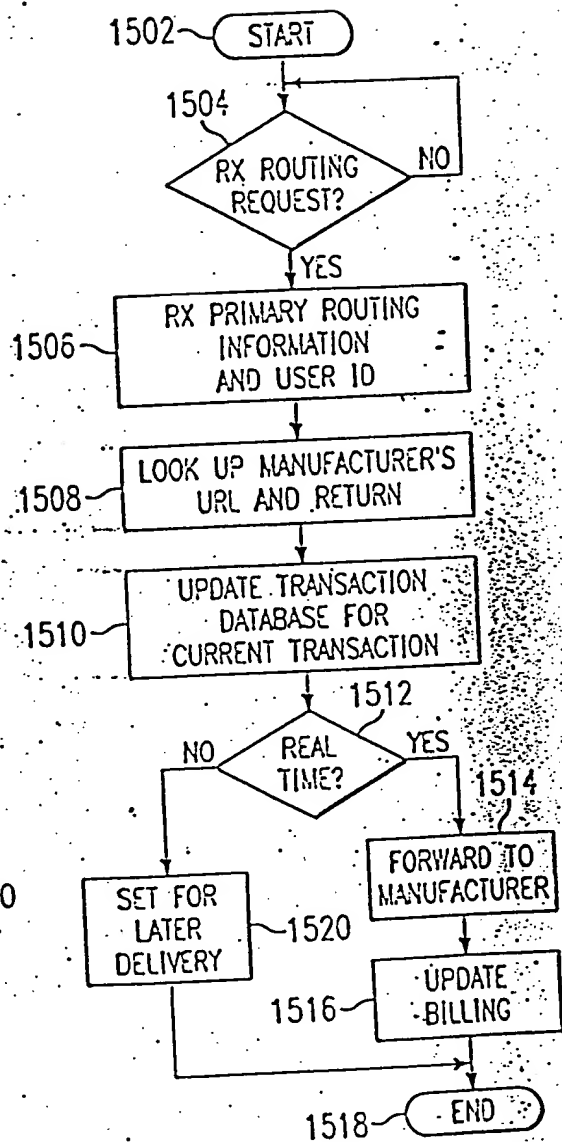 1502
START
1504
RX ROUTING
REQUEST?
NO
YES
1506
RX PRIMARY ROUTING
INFORMATION
AND USER ID
1508
LOOK UP MANUFACTURER'S
URL AND RETURN
1510
UPDATE TRANSACTION
DATABASE FOR
CURRENT TRANSACTION
1512
REAL
TIME?
NO
YES
1514
FORWARD TO
MANUFACTURER
0
SET FOR
LATER
DELIVERY
1520
1516
UPDATE
BILLING
1518
END